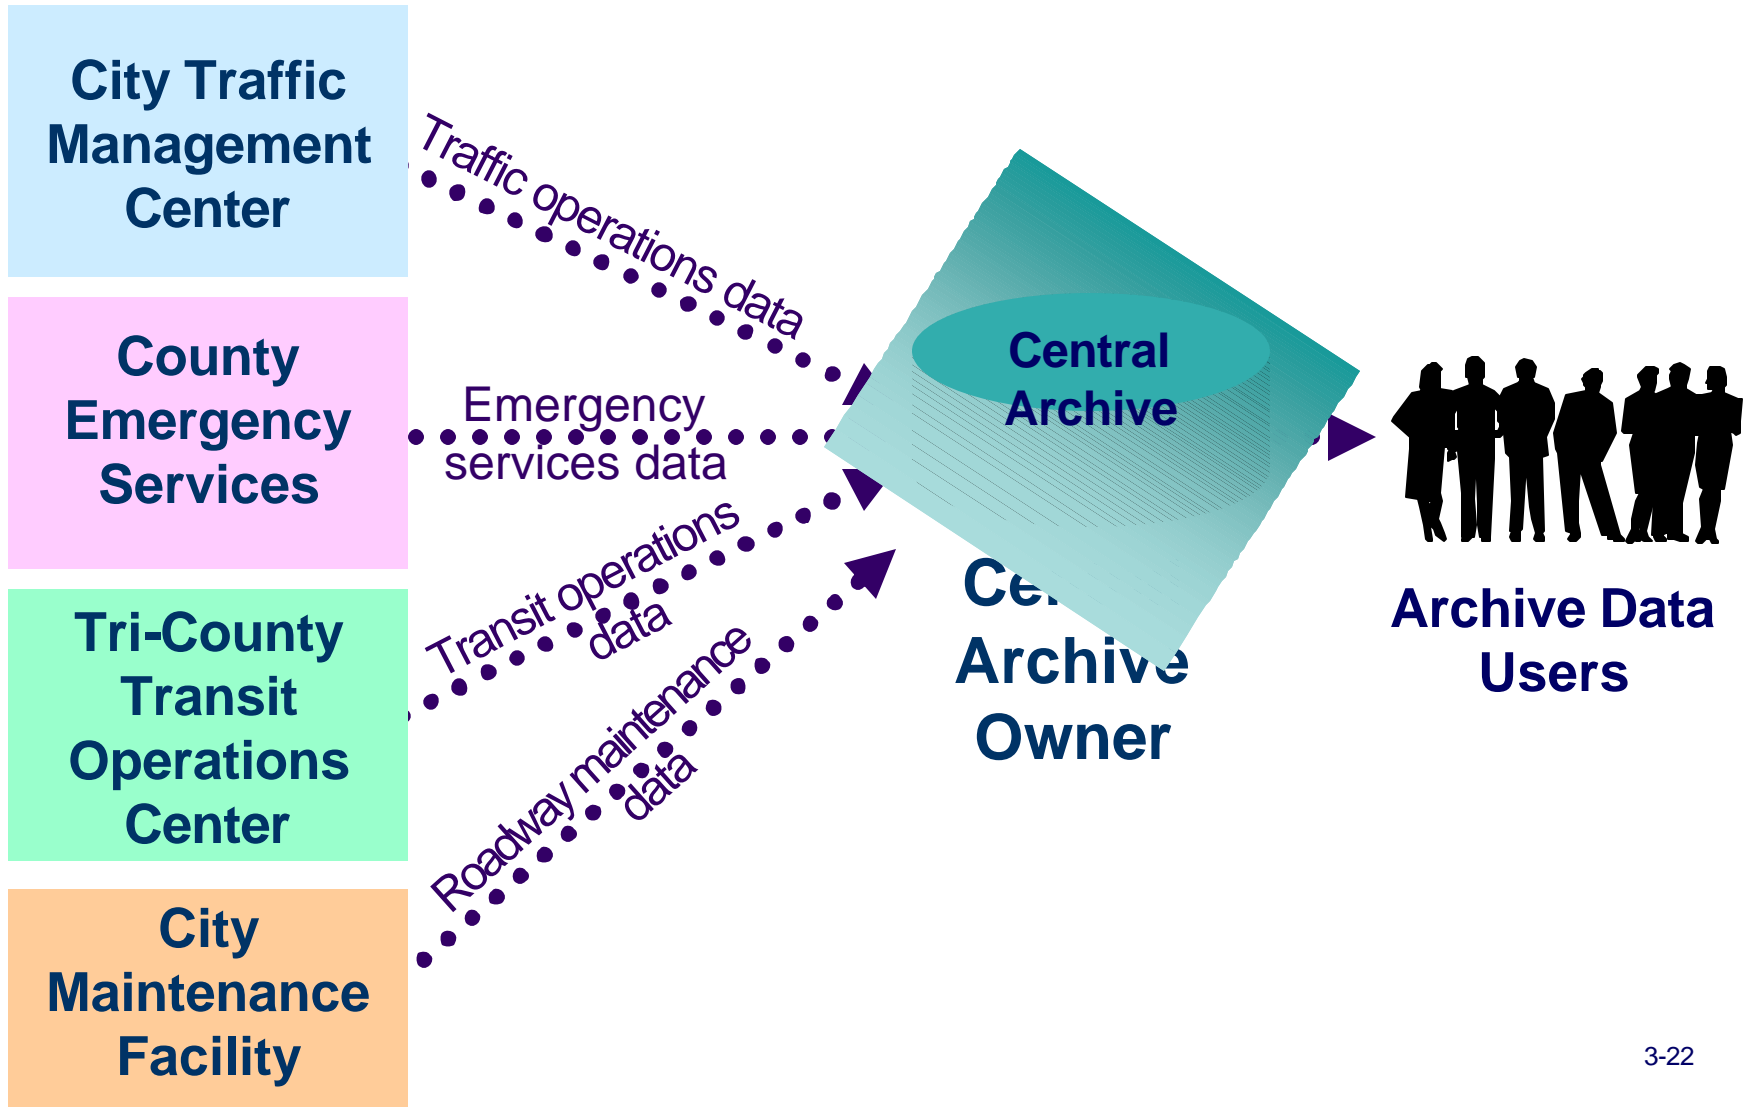 City Traffic
Management
Center
Traffic operations data
County
Emergency
Services
Emergency
services data
Tri-County
Transit
Operations
Center
Transit operations
data
City
Maintenance
Facility
Roadway maintenance
data
Central
Archive
Archive
Owner
Archive Data
Users
3-22